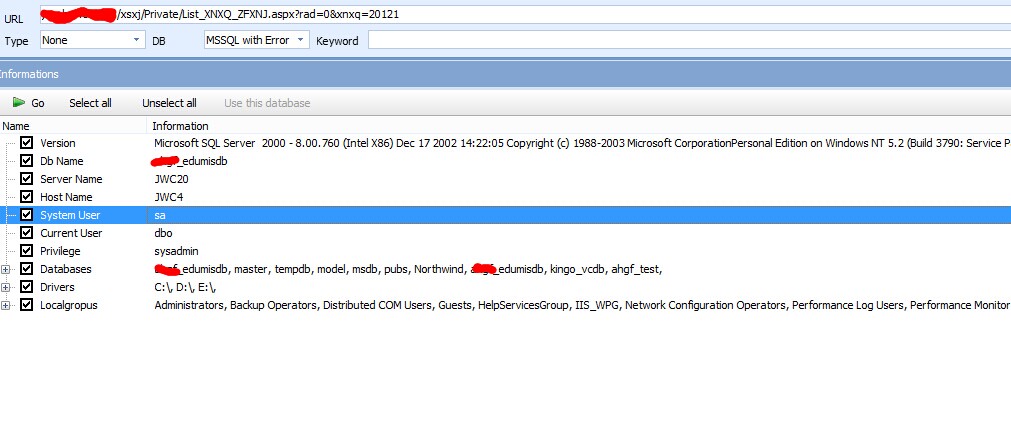 URL /xsxj/Private/List_XNXQ_ZFXNJ.aspx?rad=0&xnxq=20121
Type None DB MSSQL with Error Keyword
Informations
Go Select all Unselect all Use this database
Name Information
Version Microsoft SQL Server 2000 - 8.00.760 (Intel X86) Dec 17 2002 14:22:05 Copyright (c) 1988-2003 Microsoft CorporationPersonal Edition on Windows NT 5.2 (Build 3790: Service P
Db Name _edumisdb
Server Name JWC20
Host Name JWC4
System User sa
Current User dbo
Privilege sysadmin
Databases _edumisdb, master, tempdb, model, msdb, pubs, Northwind, _edumisdb, kingo_vcdb, ahgf_test,
Drivers C:\, D:\, E:\,
Localgropus Administrators, Backup Operators, Distributed COM Users, Guests, HelpServicesGroup, IIS_WPG, Network Configuration Operators, Performance Log Users, Performance Monitor